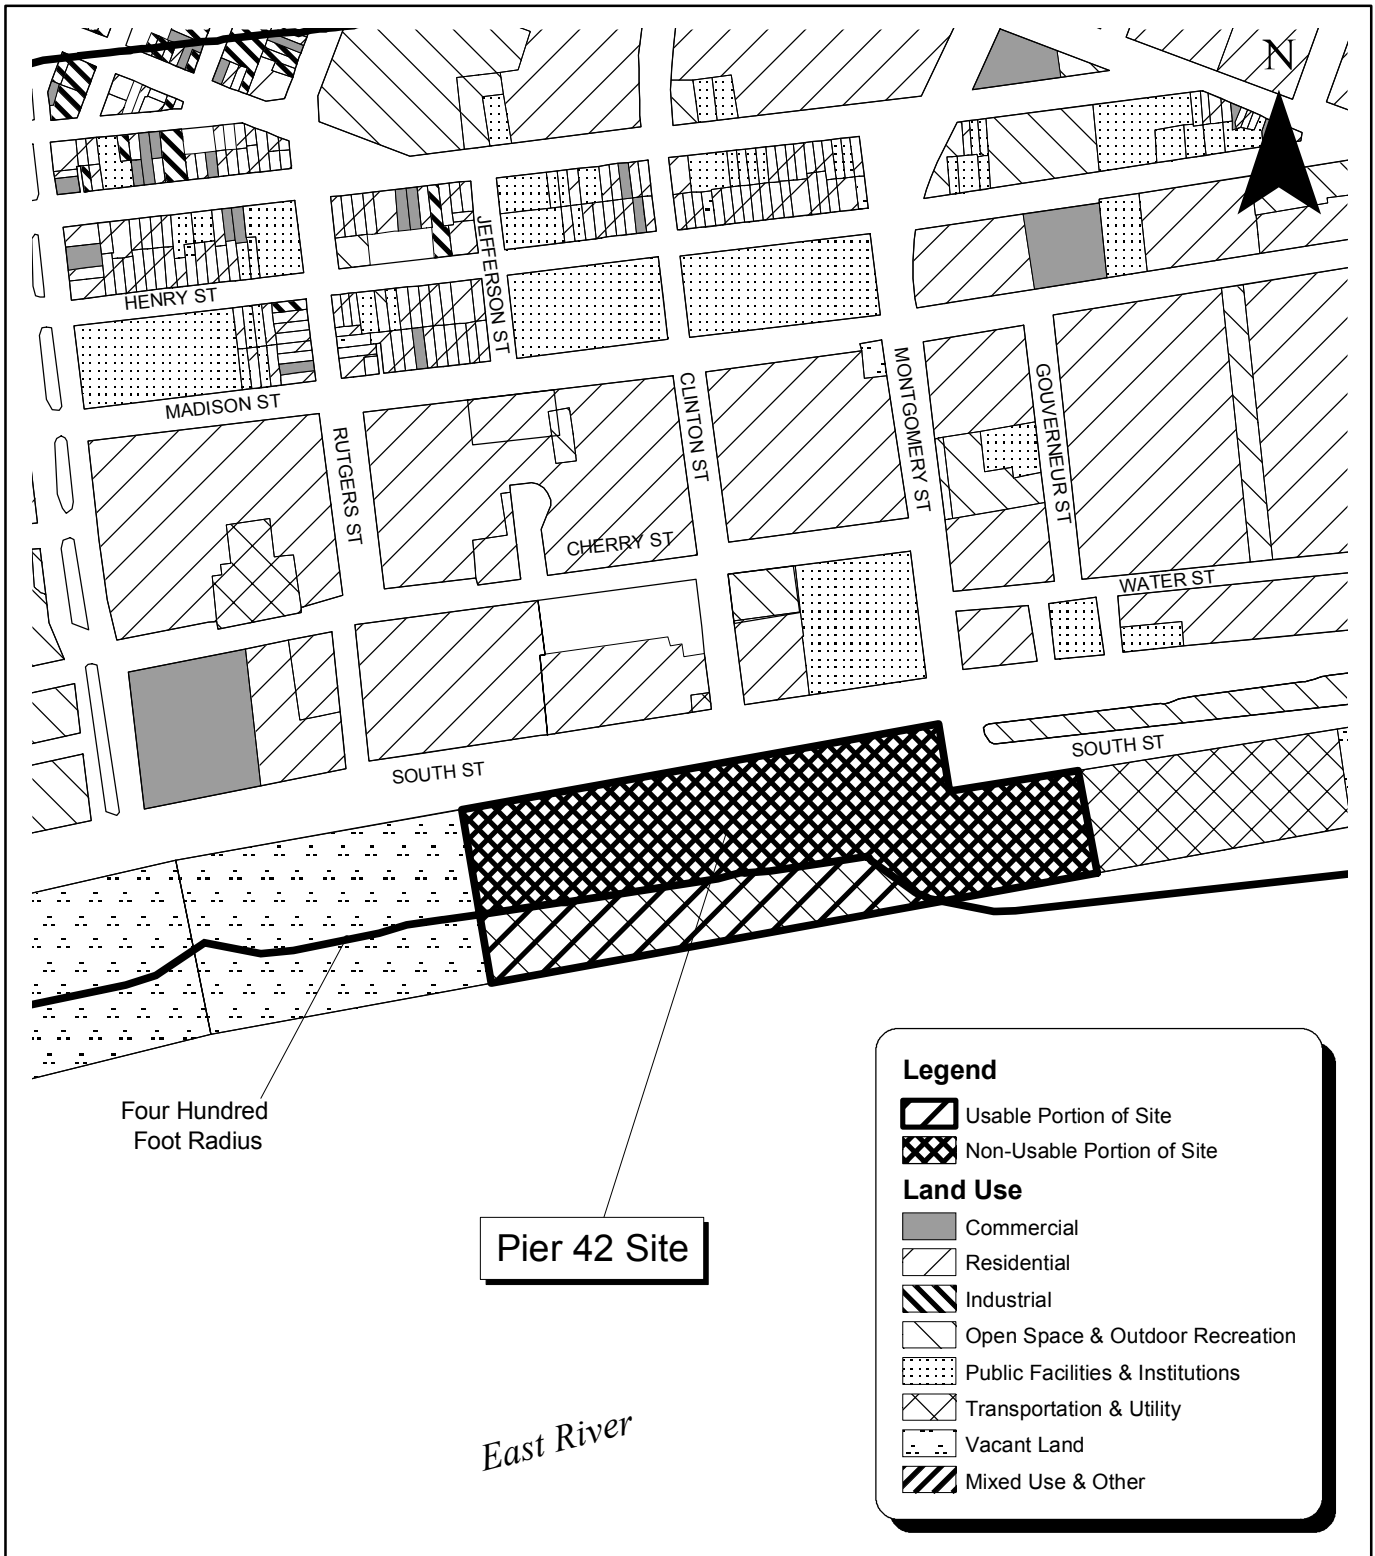 N
JEFFERSON ST
HENRY ST
MADISON ST
RUTGERS ST
CLINTON ST
MONTGOMERY ST
GOUVERNEUR ST
CHERRY ST
WATER ST
SOUTH ST
SOUTH ST
Four Hundred
Foot Radius
Pier 42 Site
East River
Legend
Usable Portion of Site
Non-Usable Portion of Site
Land Use
Commercial
Residential
Industrial
Open Space & Outdoor Recreation
Public Facilities & Institutions
Transportation & Utility
Vacant Land
Mixed Use & Other